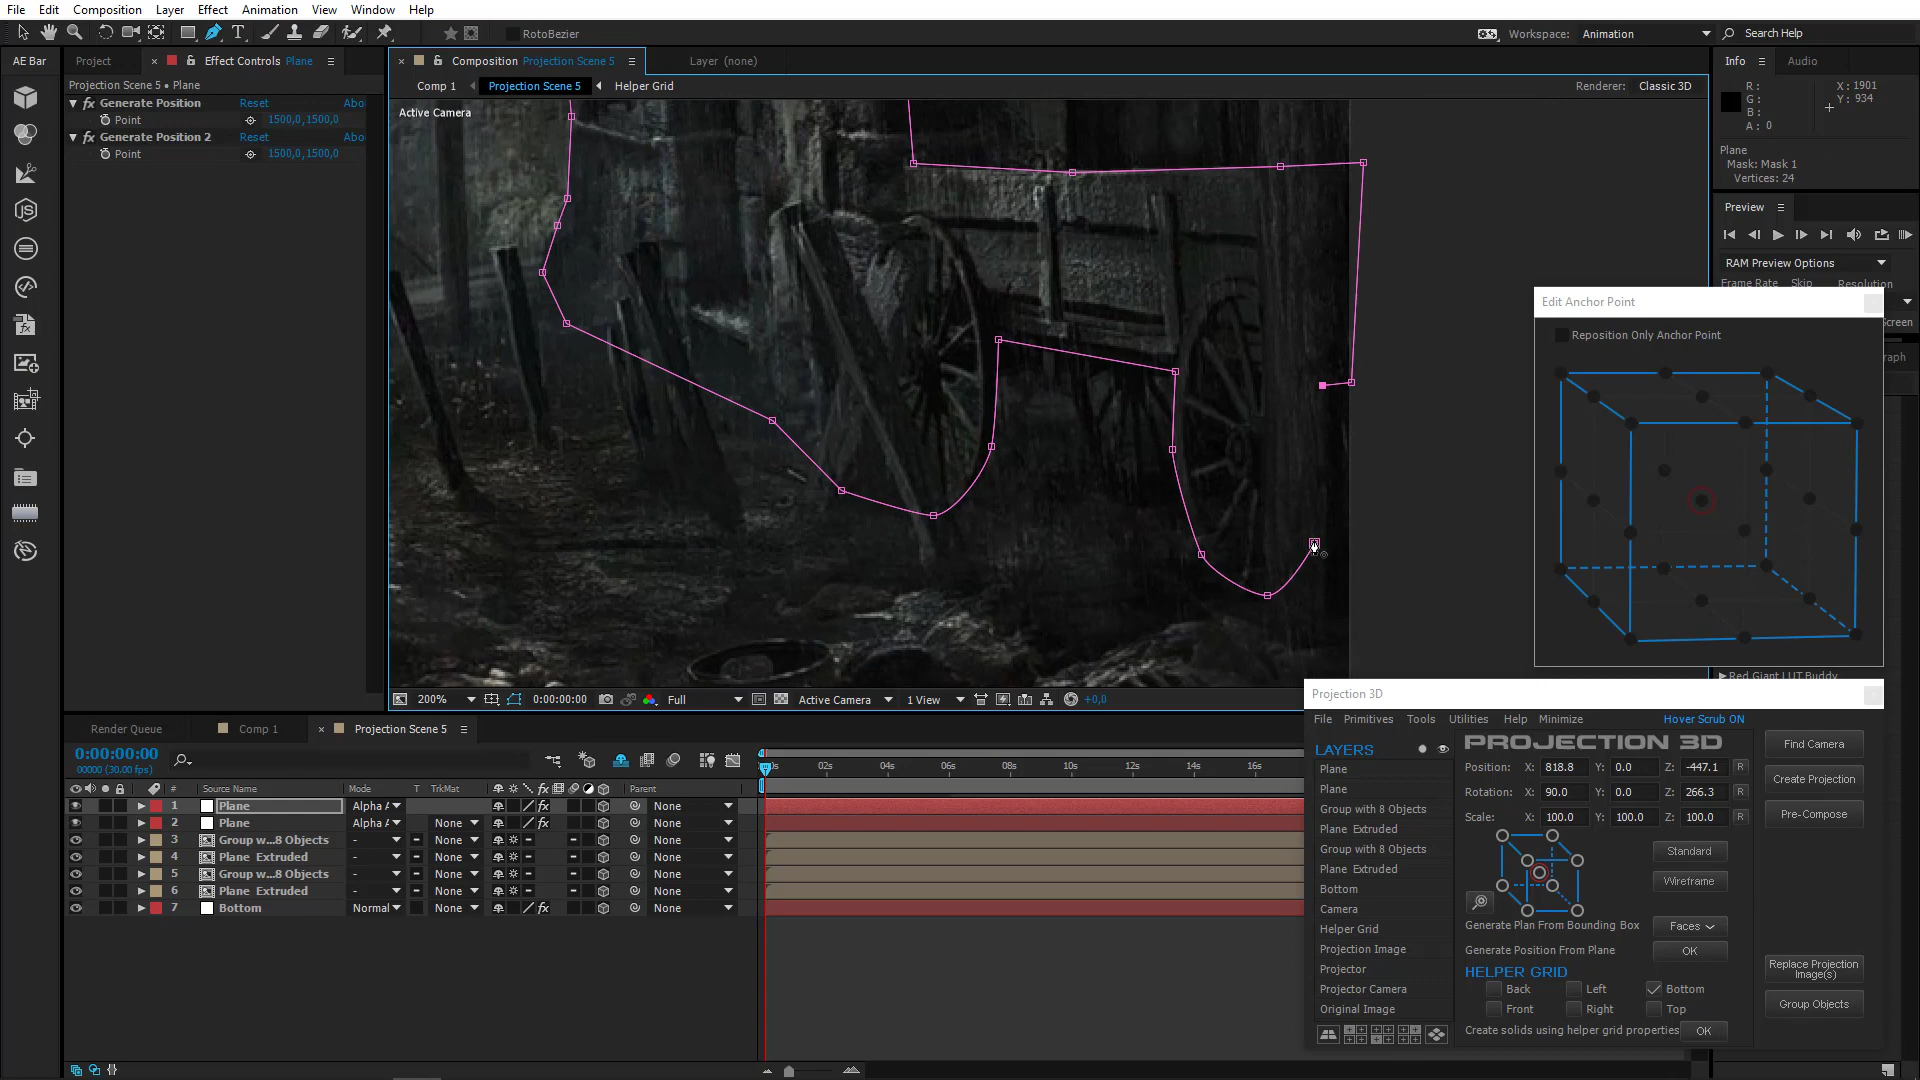 File Edit Composition Layer Effect Animation View Window Help
RotoBezier
Workspace: Animation
Search Help
AE Bar
Project
Effect Controls Plane
Composition Projection Scene 5
Layer (none)
Info
Audio
Projection Scene 5 • Plane
Comp 1
Projection Scene 5
Helper Grid
Renderer: Classic 3D
R :
G :
B :
A : 0
X : 1901
Y : 934
Generate Position Reset Abo
Point 1500,0,1500,0
Generate Position 2 Reset Abo
Point 1500,0,1500,0
Active Camera
Plane
Mask: Mask 1
Vertices: 24
Preview
RAM Preview Options
Frame Rate Skip Resolution
Screen
raph
Edit Anchor Point
Reposition Only Anchor Point
Red Giant LUT Buddy
200%
0:00:00:00
Full
Active Camera
1 View
+0,0
Projection 3D
File Primitives Tools Utilities Help Minimize Hover Scrub ON
LAYERS
Plane
Plane
Group with 8 Objects
Plane Extruded
Group with 8 Objects
Plane Extruded
Bottom
Camera
Helper Grid
Projection Image
Projector
Projector Camera
Original Image
PROJECTION 3D
Position: X: 818.8 Y: 0.0 Z: -447.1 R
Rotation: X: 90.0 Y: 0.0 Z: 266.3 R
Scale: X: 100.0 Y: 100.0 Z: 100.0 R
Standard
Wireframe
Generate Plan From Bounding Box
Faces
Generate Position From Plane
OK
HELPER GRID
Back Left Bottom
Front Right Top
Create solids using helper grid properties
OK
Find Camera
Create Projection
Pre-Compose
Replace Projection
Image(s)
Group Objects
Render Queue
Comp 1
Projection Scene 5
0:00:00:00
00000 (30.00 fps)
02s 04s 06s 08s 10s 12s 14s 16s
# Source Name Mode T TrkMat Parent
1 Plane Alpha A None
2 Plane Alpha A None None
3 Group w...8 Objects - None None
4 Plane Extruded - None None
5 Group w...8 Objects - None None
6 Plane Extruded - None None
7 Bottom Normal None None